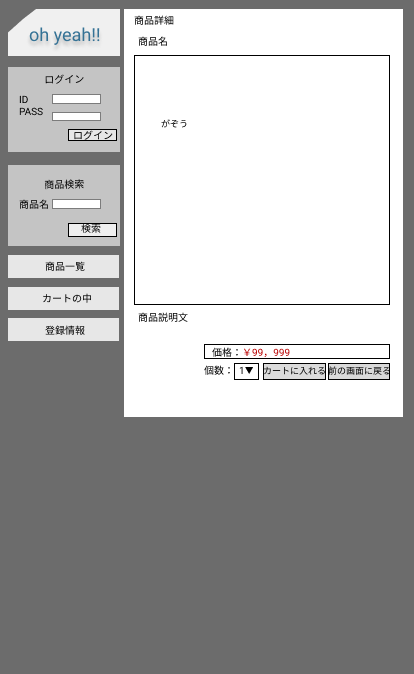 oh yeah!!
ログイン
ID
PASS
ログイン
商品検索
商品名
検索
商品一覧
カートの中
登録情報
商品詳細
商品名
がぞう
商品説明文
価格：￥99，999
個数： 1▼ カートに入れる 前の画面に戻る